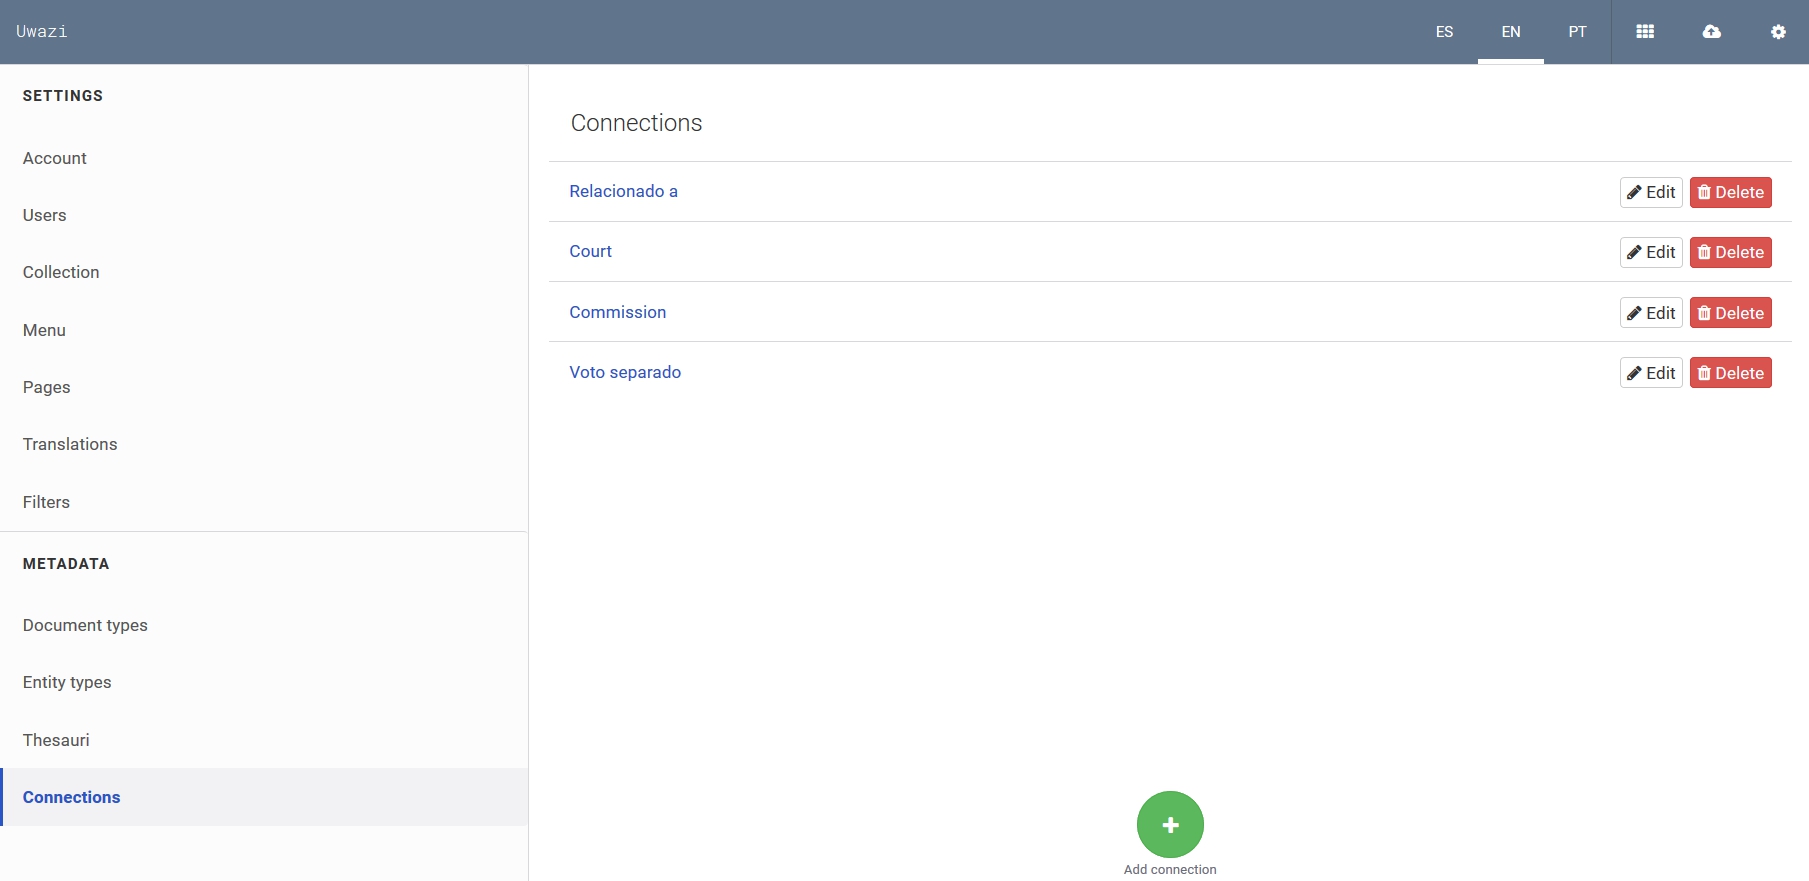 Uwazi
ES
EN
PT
SETTINGS
Account
Users
Collection
Menu
Pages
Translations
Filters
METADATA
Document types
Entity types
Thesauri
Connections
Connections
Relacionado a
Edit
Delete
Court
Edit
Delete
Commission
Edit
Delete
Voto separado
Edit
Delete
Add connection